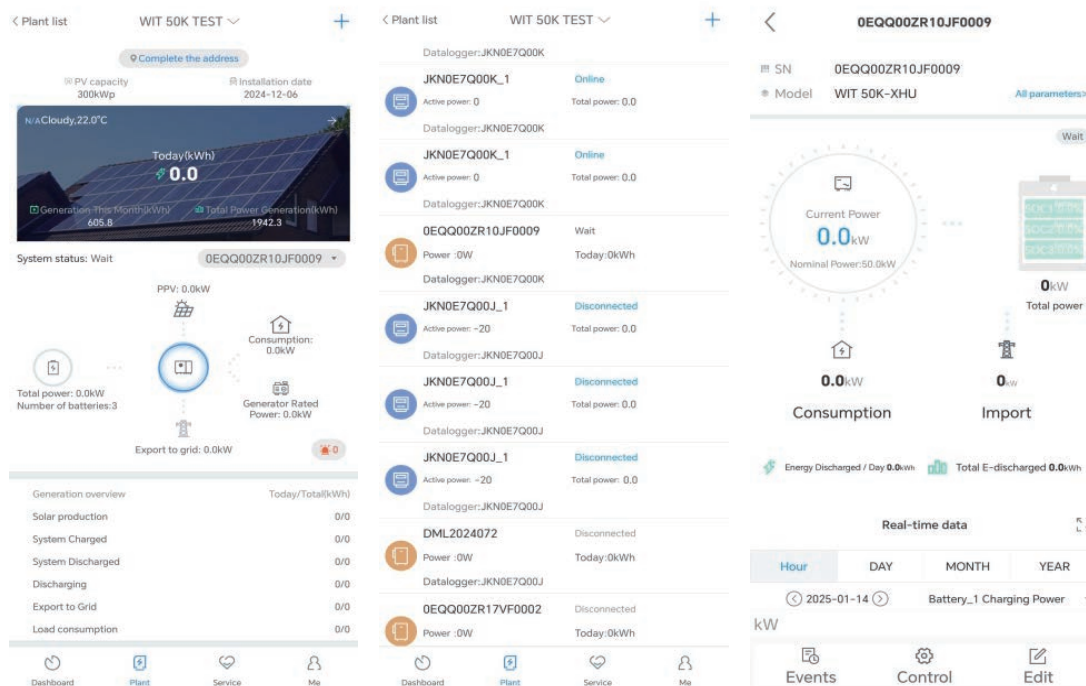 Plant list
WIT 50K TEST
Complete the address
PV capacity
Installation date
300kWp
2024-12-06
N/ACloudy,22.0°C
Today(kWh)
0.0
Generation This Month(kWh)
Total Power Generation(kWh)
605.8
1942.3
System status: Wait
0EQQ00ZR10JF0009
PPV: 0.0kW
Consumption:
0.0kW
Total power: 0.0kW
Number of batteries:3
Generator Rated
Power: 0.0kW
Export to grid: 0.0kW
0
Generation overview
Today/Total(kWh)
Solar production
0/0
System Charged
0/0
System Discharged
0/0
Discharging
0/0
Export to Grid
0/0
Load consumption
0/0
Dashboard
Plant
Service
Me
Plant list
WIT 50K TEST
Datalogger:JKN0E7Q00K
JKN0E7Q00K_1
Online
Active power: 0
Total power: 0.0
Datalogger:JKN0E7Q00K
JKN0E7Q00K_1
Online
Active power: 0
Total power: 0.0
Datalogger:JKN0E7Q00K
0EQQ00ZR10JF0009
Wait
Power :0W
Today:0kWh
Datalogger:JKN0E7Q00K
JKN0E7Q00J_1
Disconnected
Active power: -20
Total power: 0.0
Datalogger:JKN0E7Q00J
JKN0E7Q00J_1
Disconnected
Active power: -20
Total power: 0.0
Datalogger:JKN0E7Q00J
JKN0E7Q00J_1
Disconnected
Active power: -20
Total power: 0.0
Datalogger:JKN0E7Q00J
DML2024072
Disconnected
Power :0W
Today:0kWh
Datalogger:JKN0E7Q00J
0EQQ00ZR17VF0002
Disconnected
Power :0W
Today:0kWh
Dashboard
Plant
Service
Me
0EQQ00ZR10JF0009
SN
0EQQ00ZR10JF0009
Model
WIT 50K-XHU
All parameters>
Wait
Current Power
0.0kW
Nominal Power:50.0kW
0kW
Total power
0.0kW
Consumption
0kW
Import
Energy Discharged / Day 0.0kWh
Total E-discharged 0.0kWh
Real-time data
Hour
DAY
MONTH
YEAR
2025-01-14
Battery_1 Charging Power
kW
Events
Control
Edit